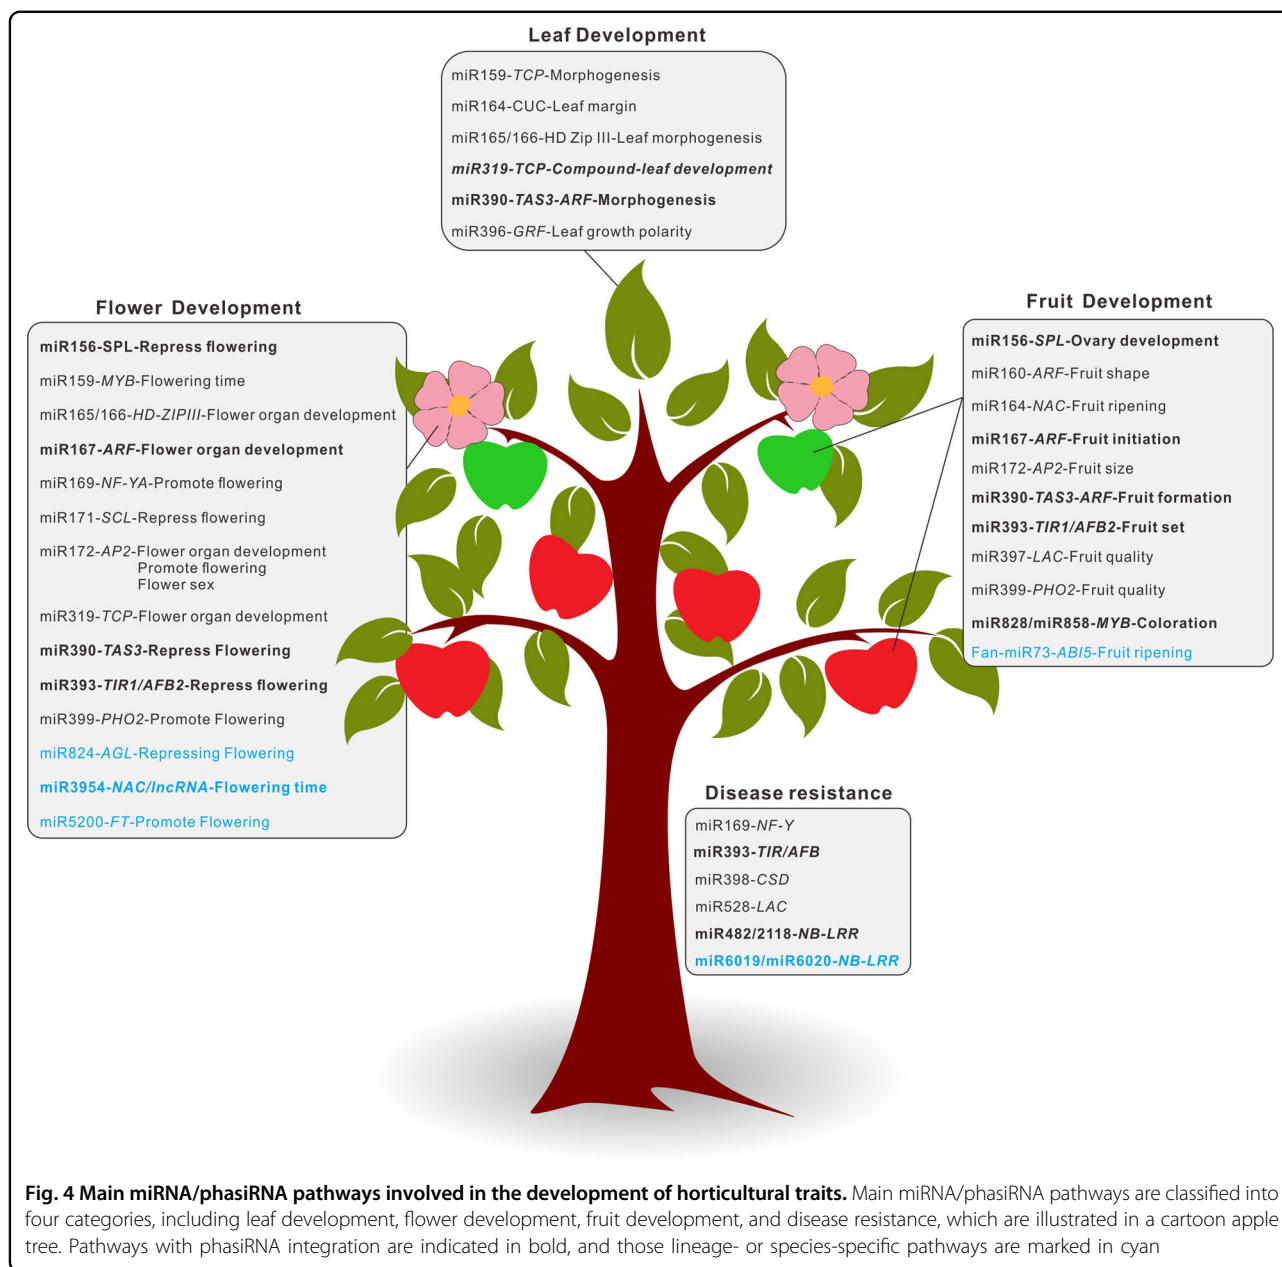 Leaf Development
miR159-TCP-Morphogenesis
miR164-CUC-Leaf margin
miR165/166-HD Zip III-Leaf morphogenesis
miR319-TCP-Compound-leaf development
miR390-TAS3-ARF-Morphogenesis
miR396-GRF-Leaf growth polarity
Flower Development
miR156-SPL-Repress flowering
miR159-MYB-Flowering time
miR165/166-HD-ZIPIII-Flower organ development
miR167-ARF-Flower organ development
miR169-NF-YA-Promote flowering
miR171-SCL-Repress flowering
miR172-AP2-Flower organ development
Promote flowering
Flower sex
miR319-TCP-Flower organ development
miR390-TAS3-Repress Flowering
miR393-TIR1/AFB2-Repress flowering
miR399-PHO2-Promote Flowering
miR824-AGL-Repressing Flowering
miR3954-NAC/lncRNA-Flowering time
miR5200-FT-Promote Flowering
Fruit Development
miR156-SPL-Ovary development
miR160-ARF-Fruit shape
miR164-NAC-Fruit ripening
miR167-ARF-Fruit initiation
miR172-AP2-Fruit size
miR390-TAS3-ARF-Fruit formation
miR393-TIR1/AFB2-Fruit set
miR397-LAC-Fruit quality
miR399-PHO2-Fruit quality
miR828/miR858-MYB-Coloration
Fan-miR73-ABI5-Fruit ripening
Disease resistance
miR169-NF-Y
miR393-TIR/AFB
miR398-CSD
miR528-LAC
miR482/2118-NB-LRR
miR6019/miR6020-NB-LRR
Fig. 4 Main miRNA/phasiRNA pathways involved in the development of horticultural traits. Main miRNA/phasiRNA pathways are classified into
four categories, including leaf development, flower development, fruit development, and disease resistance, which are illustrated in a cartoon apple
tree. Pathways with phasiRNA integration are indicated in bold, and those lineage- or species-specific pathways are marked in cyan